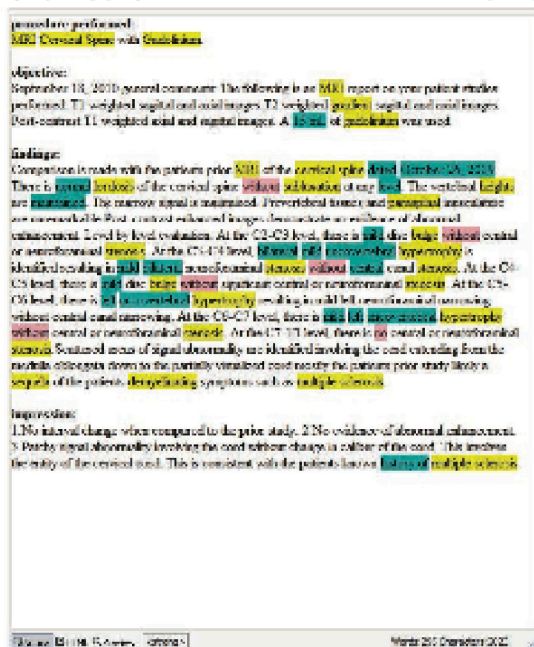 procedure performed:
MRI Cervical Spine with Gadolinium.
objective:
September 18, 2010 general comment: The following is an MRI report on your patient studies
performed. T1 weighted sagittal and axial images T2 weighted gradient sagittal and axial images.
Post-contrast T1 weighted axial and sagittal images. A 15 mL of gadolinium was used.
findings:
Comparison is made with the patients prior MRI of the cervical spine dated October
There is normal lordosis of the cervical spine without subluxation at any level. The vertebral heights
are maintained. The marrow signal is maintained. Prevertebral tissues and paraspinal musculature
are unremarkable. Post contrast enhanced images demonstrate no evidence of abnormal
enhancement. Level by level evaluation. At the C2-C3 level, there is mild disc bulge without central
or neuroforaminal stenosis. At the C3-C4 level, bilateral mild uncovertebral hypertrophy is
identified resulting in mild bilateral neuroforaminal stenosis without central canal stenosis. At the C4-
C5 level, there is mild disc bulge without significant central or neuroforaminal stenosis. At the C5-
C6 level, there is left uncovertebral hypertrophy resulting in mild left neuroforaminal narrowing
without central canal narrowing. At the C6-C7 level, there is mild left uncovertebral hypertrophy
without central or neuroforaminal stenosis. At the C7-T1 level, there is no central or neuroforaminal
stenosis. Scattered areas of signal abnormality are identified involving the cord extending from the
medulla oblongata down to the partially visualized cord mostly the patients prior study likely a
sequela of the patients demyelinating symptoms such as multiple sclerosis.
impression:
1.No interval change when compared to the prior study. 2.No evidence of abnormal enhancement.
3.Patchy signal abnormality involving the cord without change in caliber of the cord. This involves
the entity of the cervical cord. This is consistent with the patients known history of multiple sclerosis.
Words: Characters: